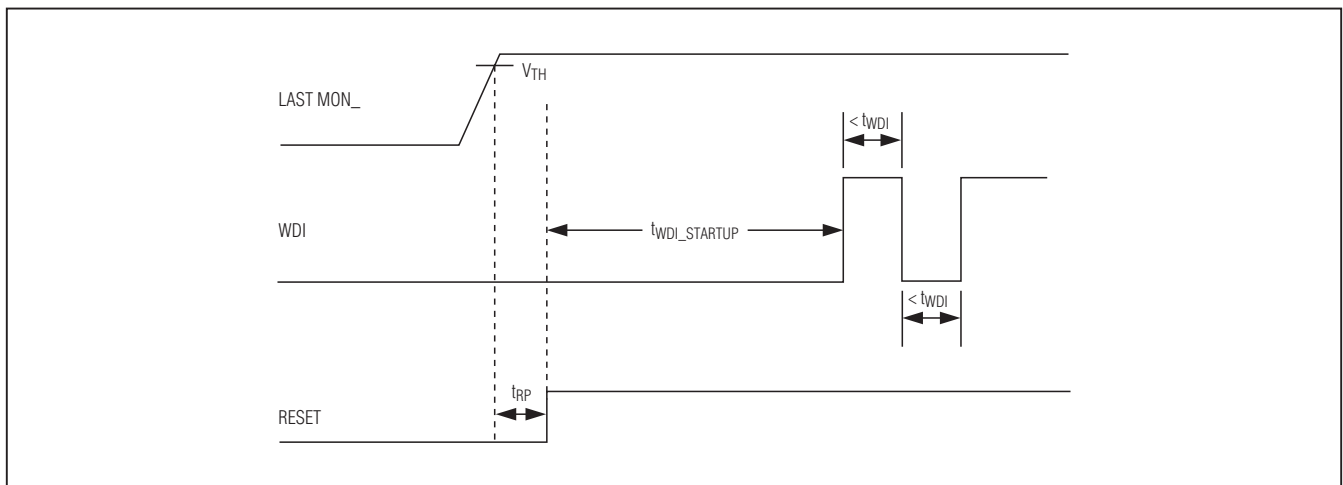 VTH
LAST MON_
< tWDI
WDI
tWDI_STARTUP
< tWDI
tRP
RESET